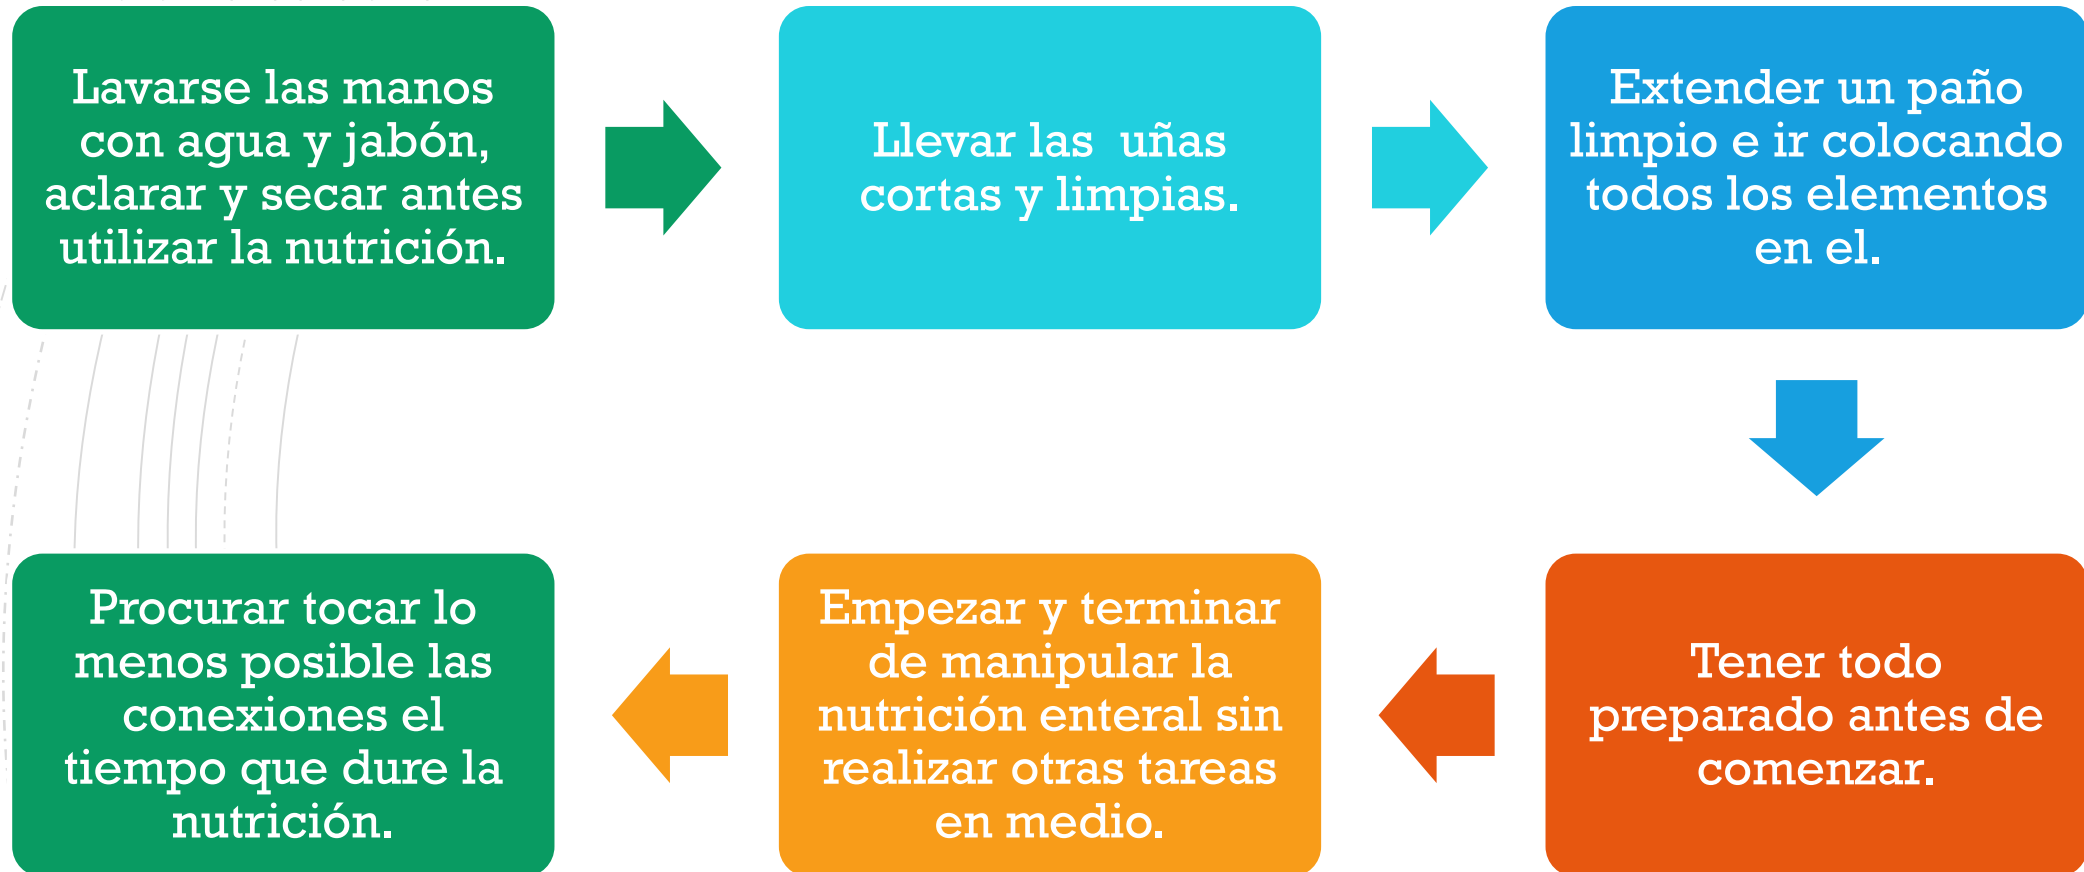 Lavarse las manos
con agua y jabón,
aclarar y secar antes
utilizar la nutrición.
Llevar las  uñas
cortas y limpias.
Extender un paño
limpio e ir colocando
todos los elementos
en el.
Tener todo
preparado antes de
comenzar.
Empezar y terminar
de manipular la
nutrición enteral sin
realizar otras tareas
en medio.
Procurar tocar lo
menos posible las
conexiones el
tiempo que dure la
nutrición.